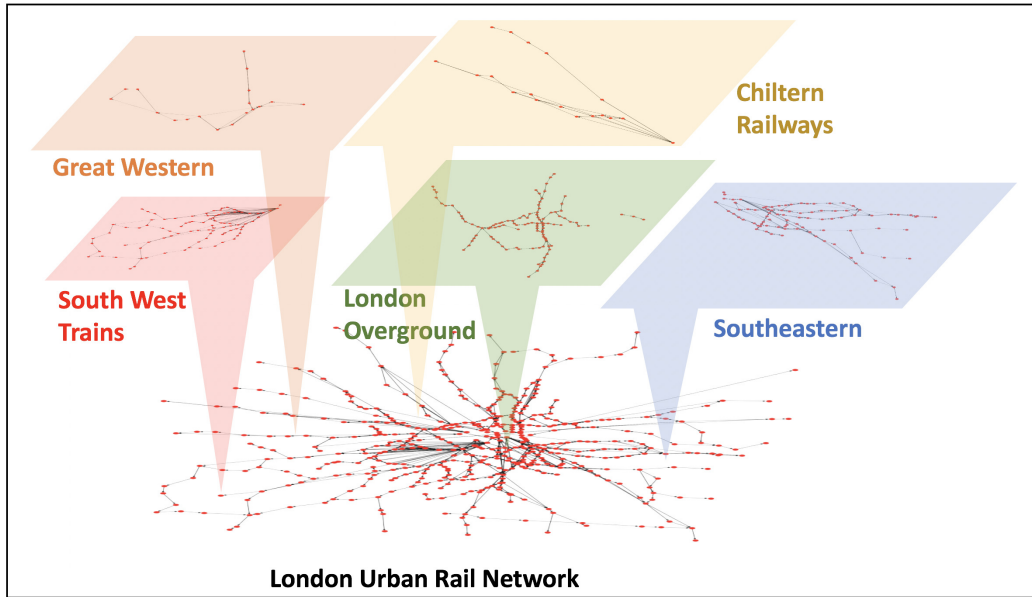 Chiltern
Railways
Great Western
South West
Trains
London
Overground
Southeastern
London Urban Rail Network